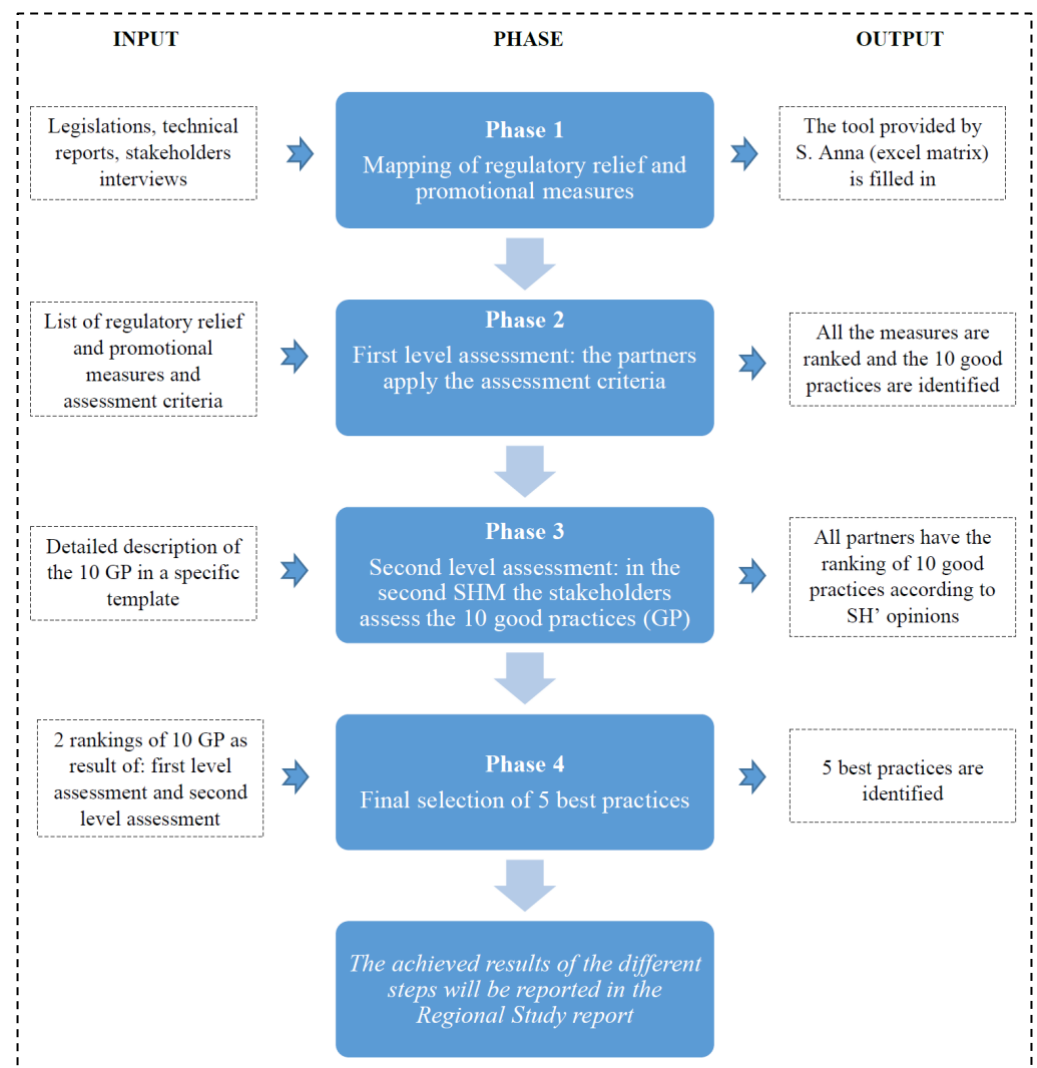 INPUT
PHASE
OUTPUT
Legislations, technical
reports, stakeholders
interviews
Phase 1
Mapping of regulatory relief and
promotional measures
The tool provided by
S. Anna (excel matrix)
is filled in
List of regulatory relief
and promotional
measures and
assessment criteria
Phase 2
First level assessment: the partners
apply the assessment criteria
All the measures are
ranked and the 10 good
practices are identified
Detailed description of
the 10 GP in a specific
template
Phase 3
Second level assessment: in the
second SHM the stakeholders
assess the 10 good practices (GP)
All partners have the
ranking of 10 good
practices according to
SH’ opinions
2 rankings of 10 GP as
result of: first level
assessment and second
level assessment
Phase 4
Final selection of 5 best practices
5 best practices are
identified
The achieved results of the different
steps will be reported in the
Regional Study report